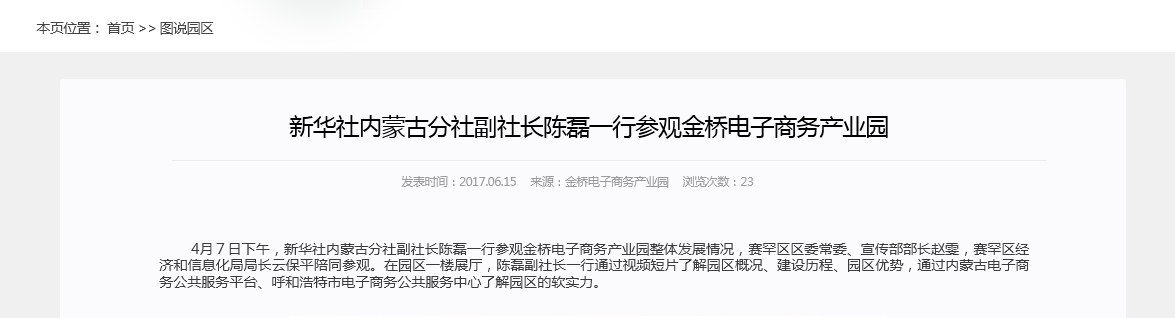 本页位置： 首页 >> 图说园区
新华社内蒙古分社副社长陈磊一行参观金桥电子商务产业园
发表时间：2017.06.15 来源：金桥电子商务产业园 浏览次数：23
4月７日下午，新华社内蒙古分社副社长陈磊一行参观金桥电子商务产业园整体发展情况，赛罕区区委常委、宣传部部长赵雯，赛罕区经
济和信息化局局长云保平陪同参观。在园区一楼展厅，陈磊副社长一行通过视频短片了解园区概况、建设历程、园区优势，通过内蒙古电子商
务公共服务平台、呼和浩特市电子商务公共服务中心了解园区的软实力。